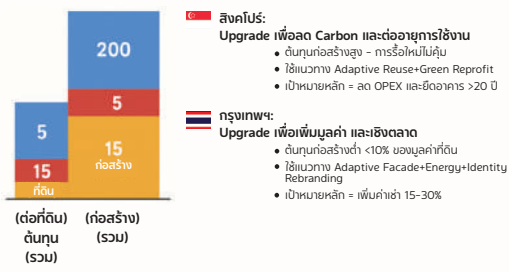 200
5
15
ก่อสร้าง
5
15
ที่ดิน
(ต่อที่ดิน)
ต้นทุน
(รวม)
(ก่อสร้าง)
(รวม)
สิงคโปร์:
Upgrade เพื่อลด Carbon และต่ออายุการใช้งาน
• ต้นทุนก่อสร้างสูง - การรื้อใหม่ไม่คุ้ม
• ใช้แนวทาง Adaptive Reuse+Green Reprofit
• เป้าหมายหลัก = ลด OPEX และยืดอาคาร >20 ปี
กรุงเทพฯ:
Upgrade เพื่อเพิ่มมูลค่า และเชิงตลาด
• ต้นทุนก่อสร้างต่ำ <10% ของมูลค่าที่ดิน
• ใช้แนวทาง Adaptive Facade+Energy+Identity
Rebranding
• เป้าหมายหลัก = เพิ่มค่าเช่า 15-30%